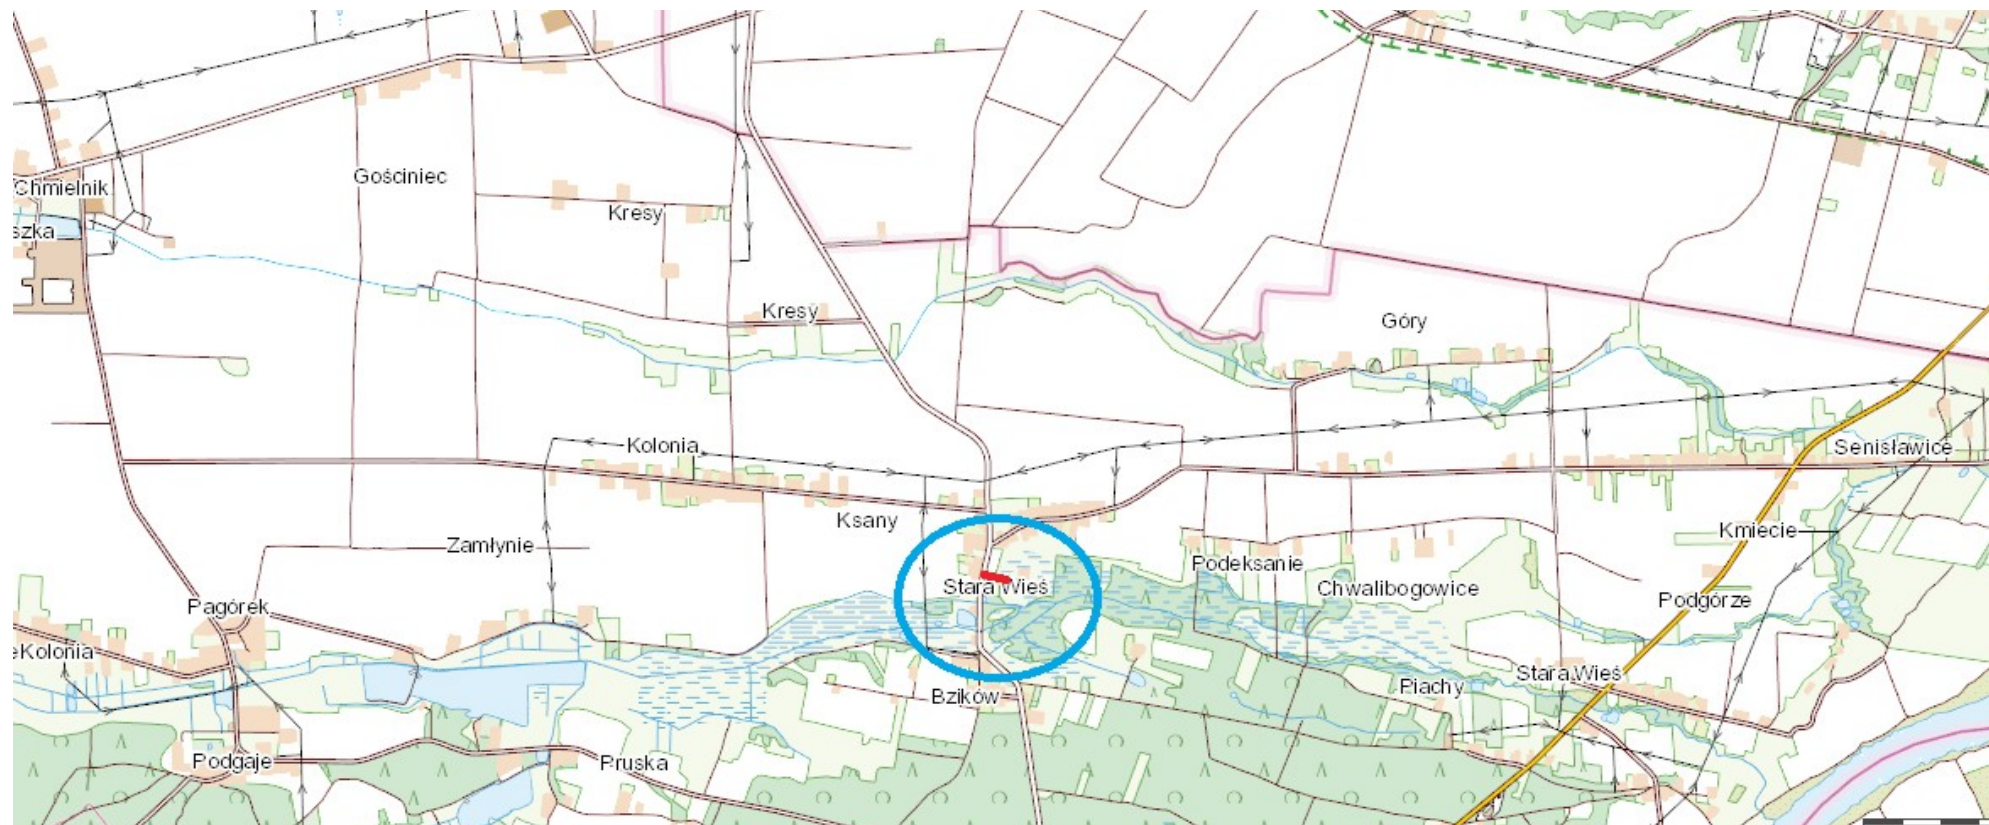 Gościniec
Chmielnik
Kresy
szka
Kresy
Góry
Kolonia
Senisławice
Ksany
Kmiecie
Zamłynie
Podeksanie
Stara Wieś
Chwalibogowice
Pagórek
Podgórze
eKolonia
Stara Wieś
Piachy
Bzików
Podgaje
Pruska